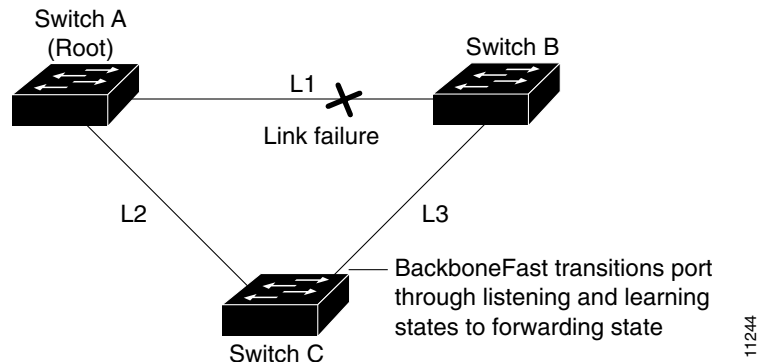 Switch A
(Root)
Switch B
L1
Link failure
L2
L3
BackboneFast transitions port
through listening and learning
states to forwarding state
Switch C
11244